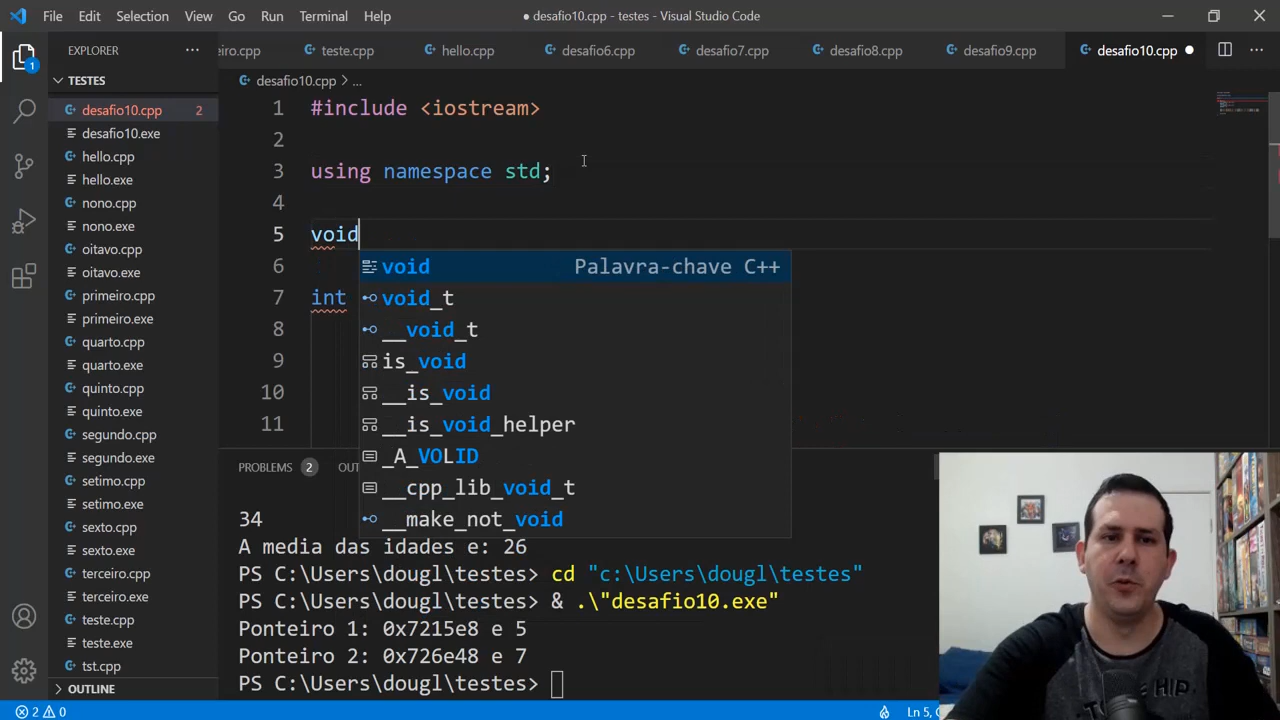 File Edit Selection View Go Run Terminal Help
● desafio10.cpp - testes - Visual Studio Code
1
EXPLORER ...
TESTES
desafio10.cpp 2
desafio10.exe
hello.cpp
hello.exe
nono.cpp
nono.exe
oitavo.cpp
oitavo.exe
primeiro.cpp
primeiro.exe
quarto.cpp
quarto.exe
quinto.cpp
quinto.exe
segundo.cpp
segundo.exe
setimo.cpp
setimo.exe
sexto.cpp
sexto.exe
terceiro.cpp
terceiro.exe
teste.cpp
teste.exe
tst.cpp
OUTLINE
eiro.cpp teste.cpp hello.cpp desafio6.cpp desafio7.cpp desafio8.cpp desafio9.cpp desafio10.cpp ● ...
desafio10.cpp > ...
1 #include <iostream>
2
3 using namespace std;
4
5 void
6
7 int
8
9
10
11
void Palavra-chave C++
void_t
__void_t
is_void
__is_void
__is_void_helper
_A_VOLID
__cpp_lib_void_t
__make_not_void
PROBLEMS 2 OUT
34
A media das idades e: 26
PS C:\Users\dougl\testes> cd "c:\Users\dougl\testes"
PS C:\Users\dougl\testes> & .\"desafio10.exe"
Ponteiro 1: 0x7215e8 e 5
Ponteiro 2: 0x726e48 e 7
PS C:\Users\dougl\testes>
2 0
Ln 5,